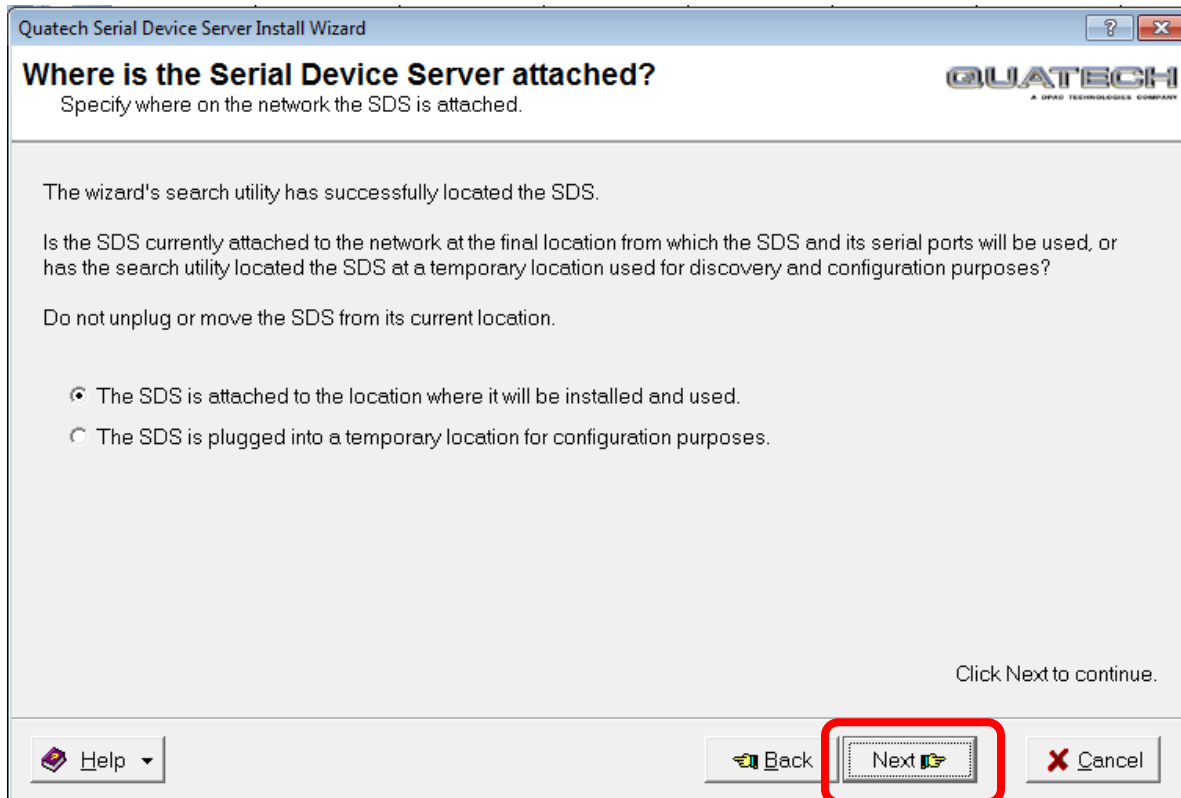 Quatech Serial Device Server Install Wizard
?
Where is the Serial Device Server attached?
Specify where on the network the SDS is attached.
QUATECH
A DPAC TECHNOLOGIES COMPANY
The wizard's search utility has successfully located the SDS.
Is the SDS currently attached to the network at the final location from which the SDS and its serial ports will be used, or
has the search utility located the SDS at a temporary location used for discovery and configuration purposes?
Do not unplug or move the SDS from its current location.
The SDS is attached to the location where it will be installed and used.
The SDS is plugged into a temporary location for configuration purposes.
Click Next to continue.
Help
Back
Next
Cancel